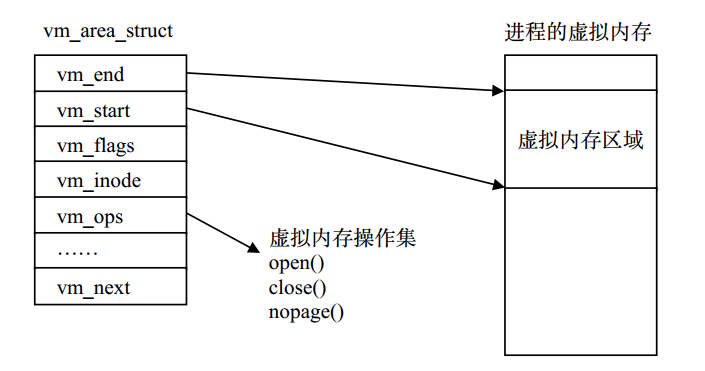 vm_area_struct
进程的虚拟内存
vm_end
vm_start
虚拟内存区域
vm_flags
vm_inode
vm_ops
虚拟内存操作集
……
open()
close()
vm_next
nopage()